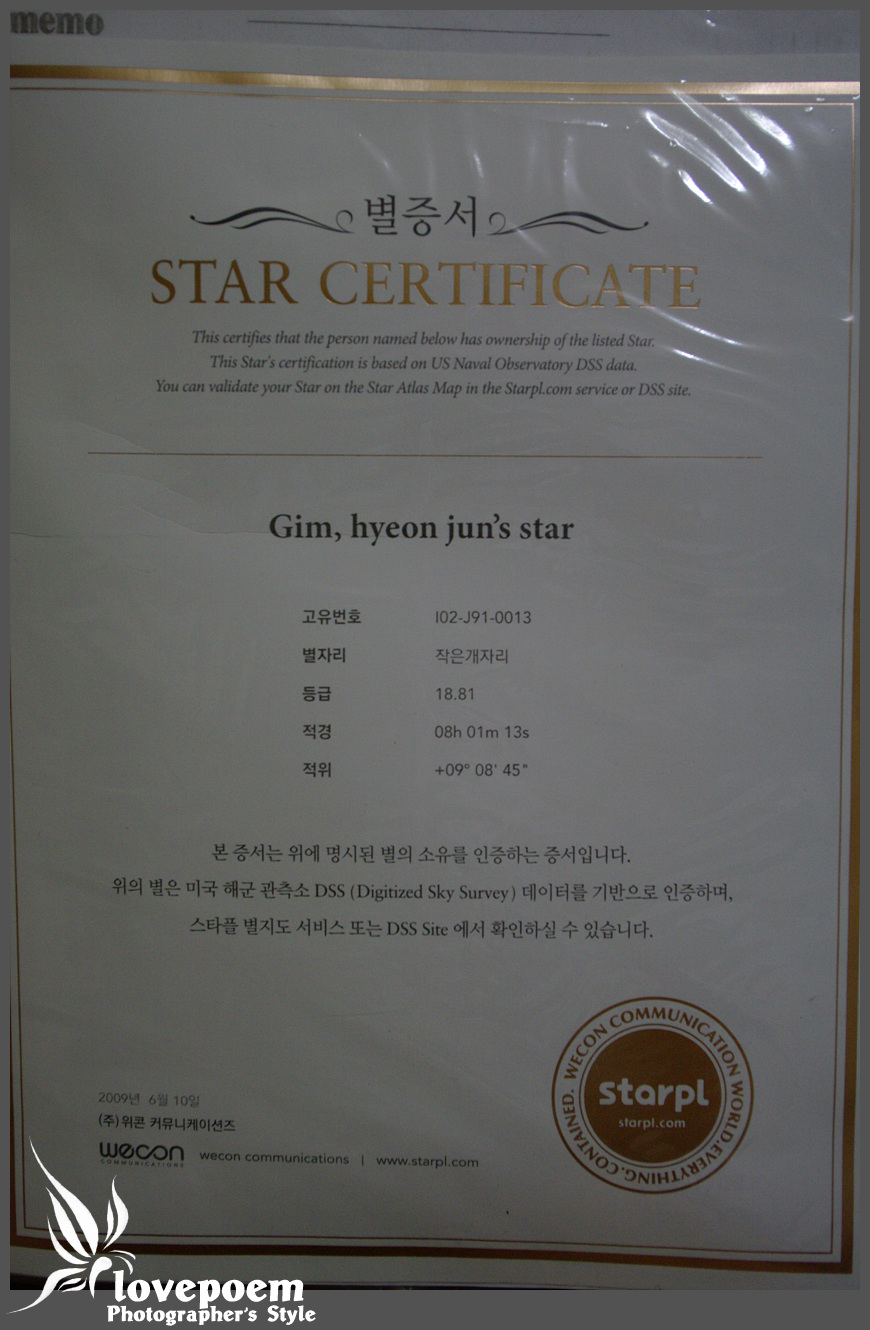 memo
별증서
STAR CERTIFICATE
This certifies that the person named below has ownership of the listed Star.
This Star's certification is based on US Naval Observatory DSS data.
You can validate your Star on the Star Atlas Map in the Starpl.com service or DSS site.
Gim, hyeon jun's star
고유번호 I02-J91-0013
별자리 작은개자리
등급 18.81
적경 08h 01m 13s
적위 +09° 08' 45"
본 증서는 위에 명시된 별의 소유를 인증하는 증서입니다.
위의 별은 미국 해군 관측소 DSS (Digitized Sky Survey) 데이터를 기반으로 인증하며,
스타플 별지도 서비스 또는 DSS Site 에서 확인하실 수 있습니다.
WECON COMMUNICATION WORLD.EVERYTHING.CONTAINED.
starpl
starpl.com
2009년 6월 10일
(주)위콘 커뮤니케이션즈
wecon COMMUNICATIONS wecon communications | www.starpl.com
lovepoem
Photographer's Style